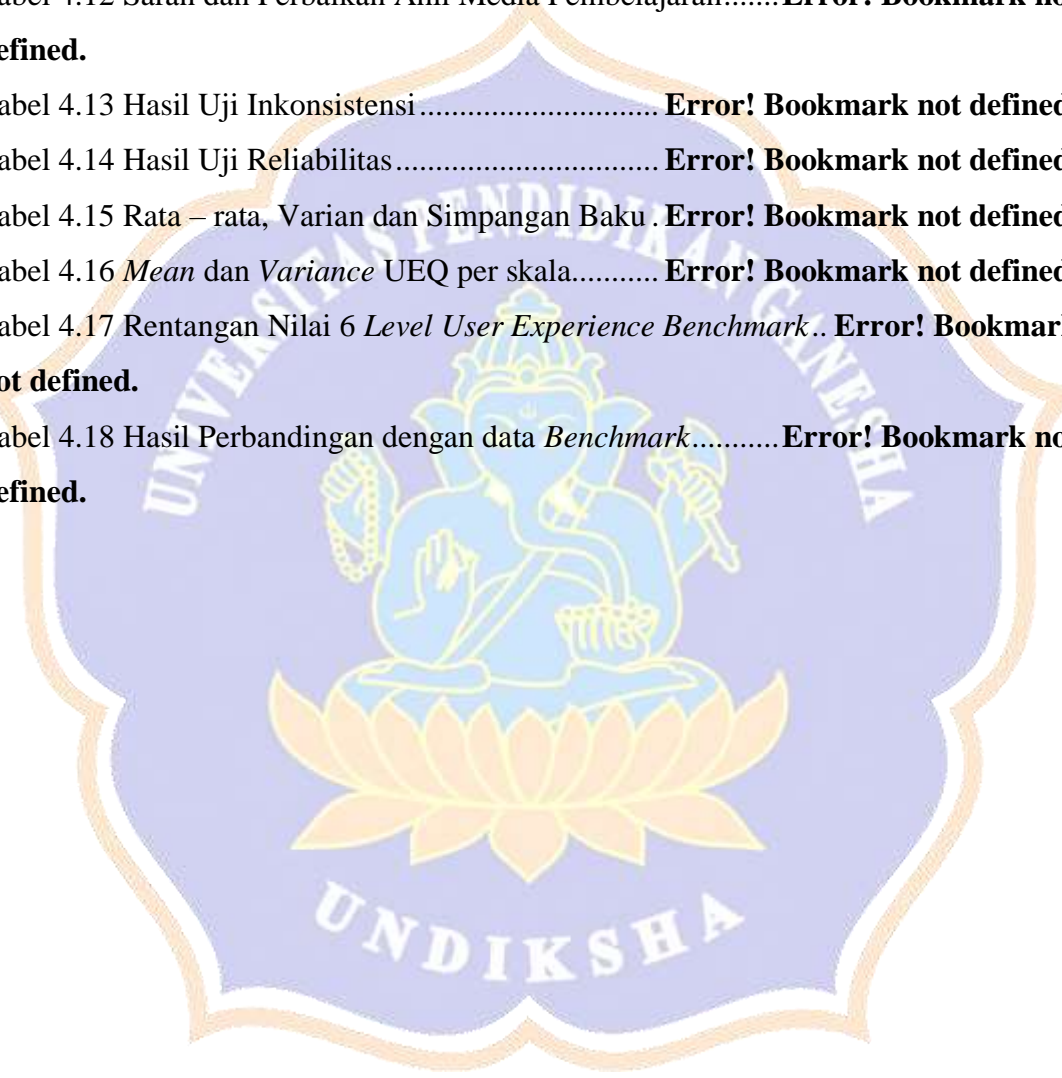 abel 4.12 Saran dan Perbaikan Ahli Media Pembelajaran.......Error! Bookmark no
efined.
abel 4.13 Hasil Uji Inkonsistensi........................... Error! Bookmark not defined
abel 4.14 Hasil Uji Reliabilitas.............................. Error! Bookmark not defined
abel 4.15 Rata – rata, Varian dan Simpangan Baku . Error! Bookmark not defined
abel 4.16 Mean dan Variance UEQ per skala........... Error! Bookmark not defined
abel 4.17 Rentangan Nilai 6 Level User Experience Benchmark.. Error! Bookmark
ot defined.
abel 4.18 Hasil Perbandingan dengan data Benchmark...........Error! Bookmark no
efined.
UNIVERSITAS PENDIDIKAN GANESHA
UNDIKSHA